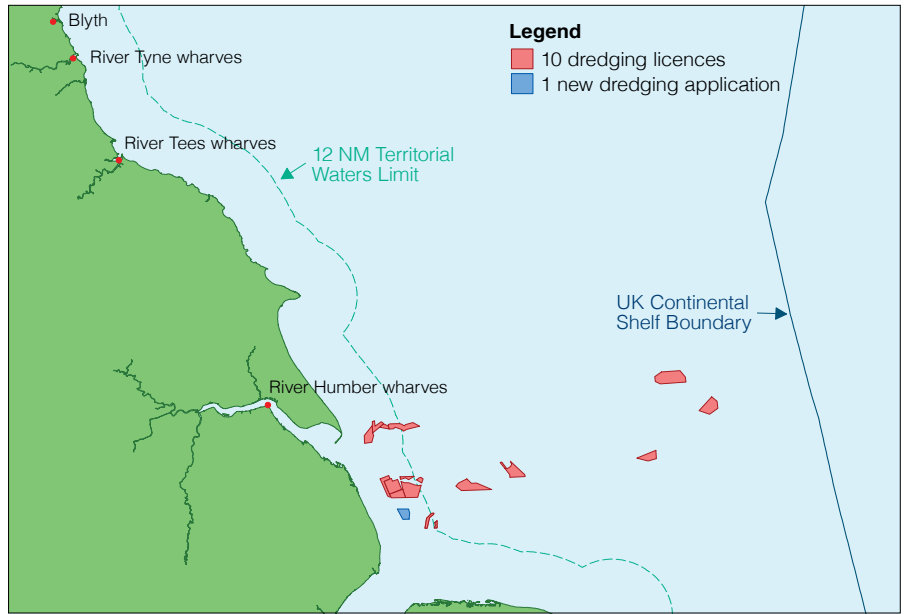 Blyth
River Tyne wharves
River Tees wharves
Legend
10 dredging licences
1 new dredging application
12 NM Territorial
Waters Limit
UK Continental
Shelf Boundary
River Humber wharves